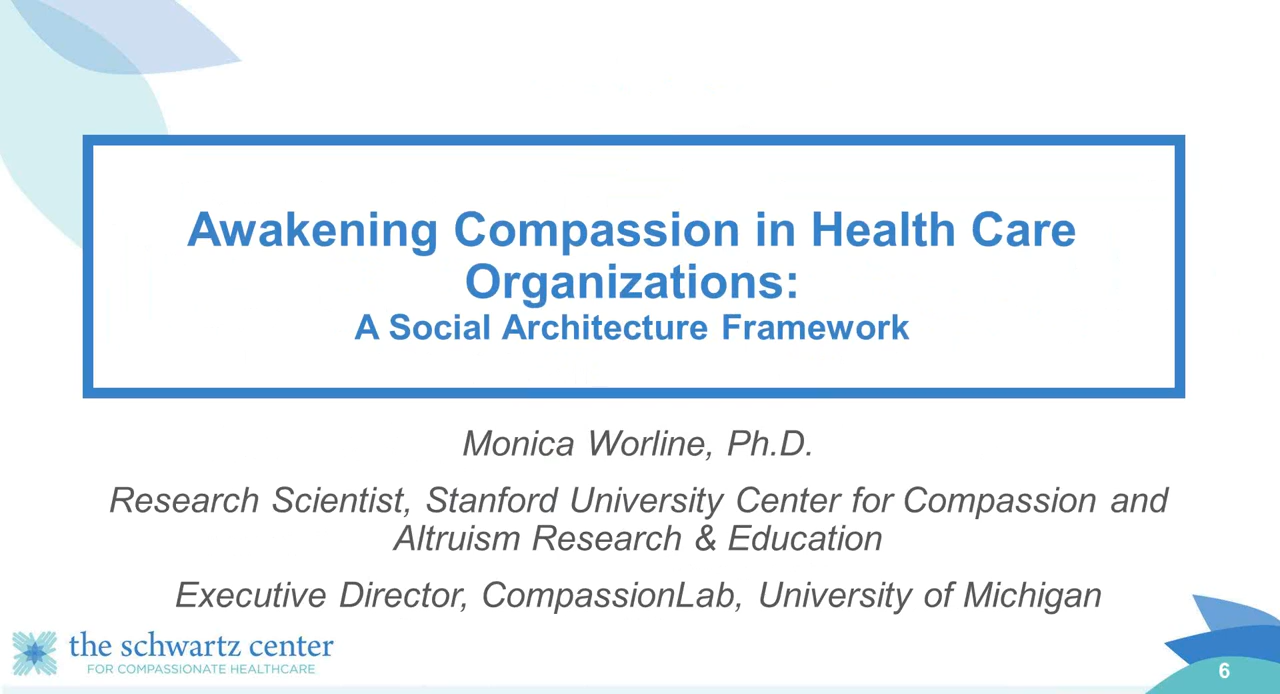 Awakening Compassion in Health Care
Organizations:
A Social Architecture Framework
Monica Worline, Ph.D.
Research Scientist, Stanford University Center for Compassion and
Altruism Research & Education
Executive Director, CompassionLab, University of Michigan
the schwartz center
FOR COMPASSIONATE HEALTHCARE
6